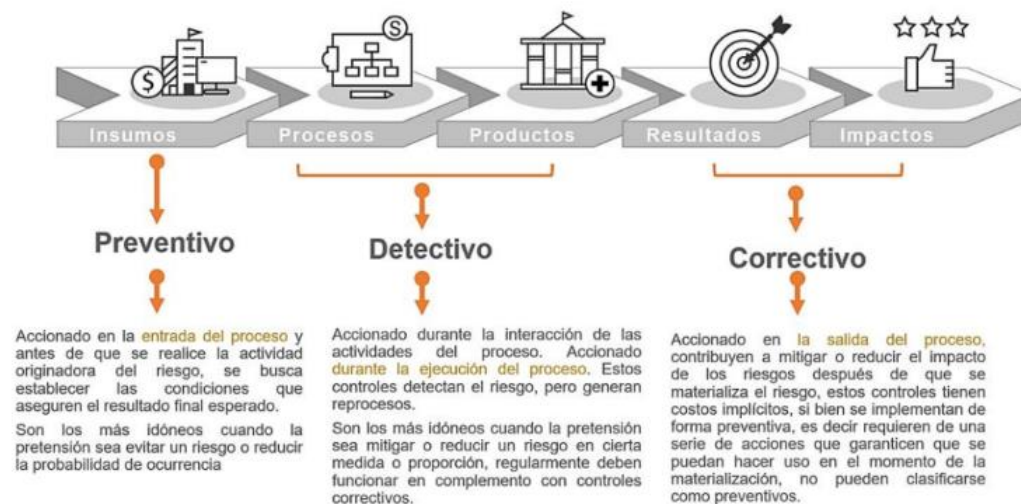 $
S
Insumos
Procesos
Productos
Resultados
Impactos
Preventivo
Detectivo
Correctivo
Accionado en la entrada del proceso y
antes de que se realice la actividad
originadora del riesgo, se busca
establecer las condiciones que
aseguren el resultado final esperado.
Son los más idóneos cuando la
pretensión sea evitar un riesgo o reducir
la probabilidad de ocurrencia
Accionado durante la interacción de las
actividades del proceso. Accionado
durante la ejecución del proceso. Estos
controles detectan el riesgo, pero generan
reprocesos.
Son los más idóneos cuando la pretensión
sea mitigar o reducir un riesgo en cierta
medida o proporción, regularmente deben
funcionar en complemento con controles
correctivos.
Accionado en la salida del proceso,
contribuyen a mitigar o reducir el impacto
de los riesgos después de que se
materializa el riesgo, estos controles tienen
costos implícitos, si bien se implementan de
forma preventiva, es decir requieren de una
serie de acciones que garanticen que se
puedan hacer uso en el momento de la
materialización, no pueden clasificarse
como preventivos.